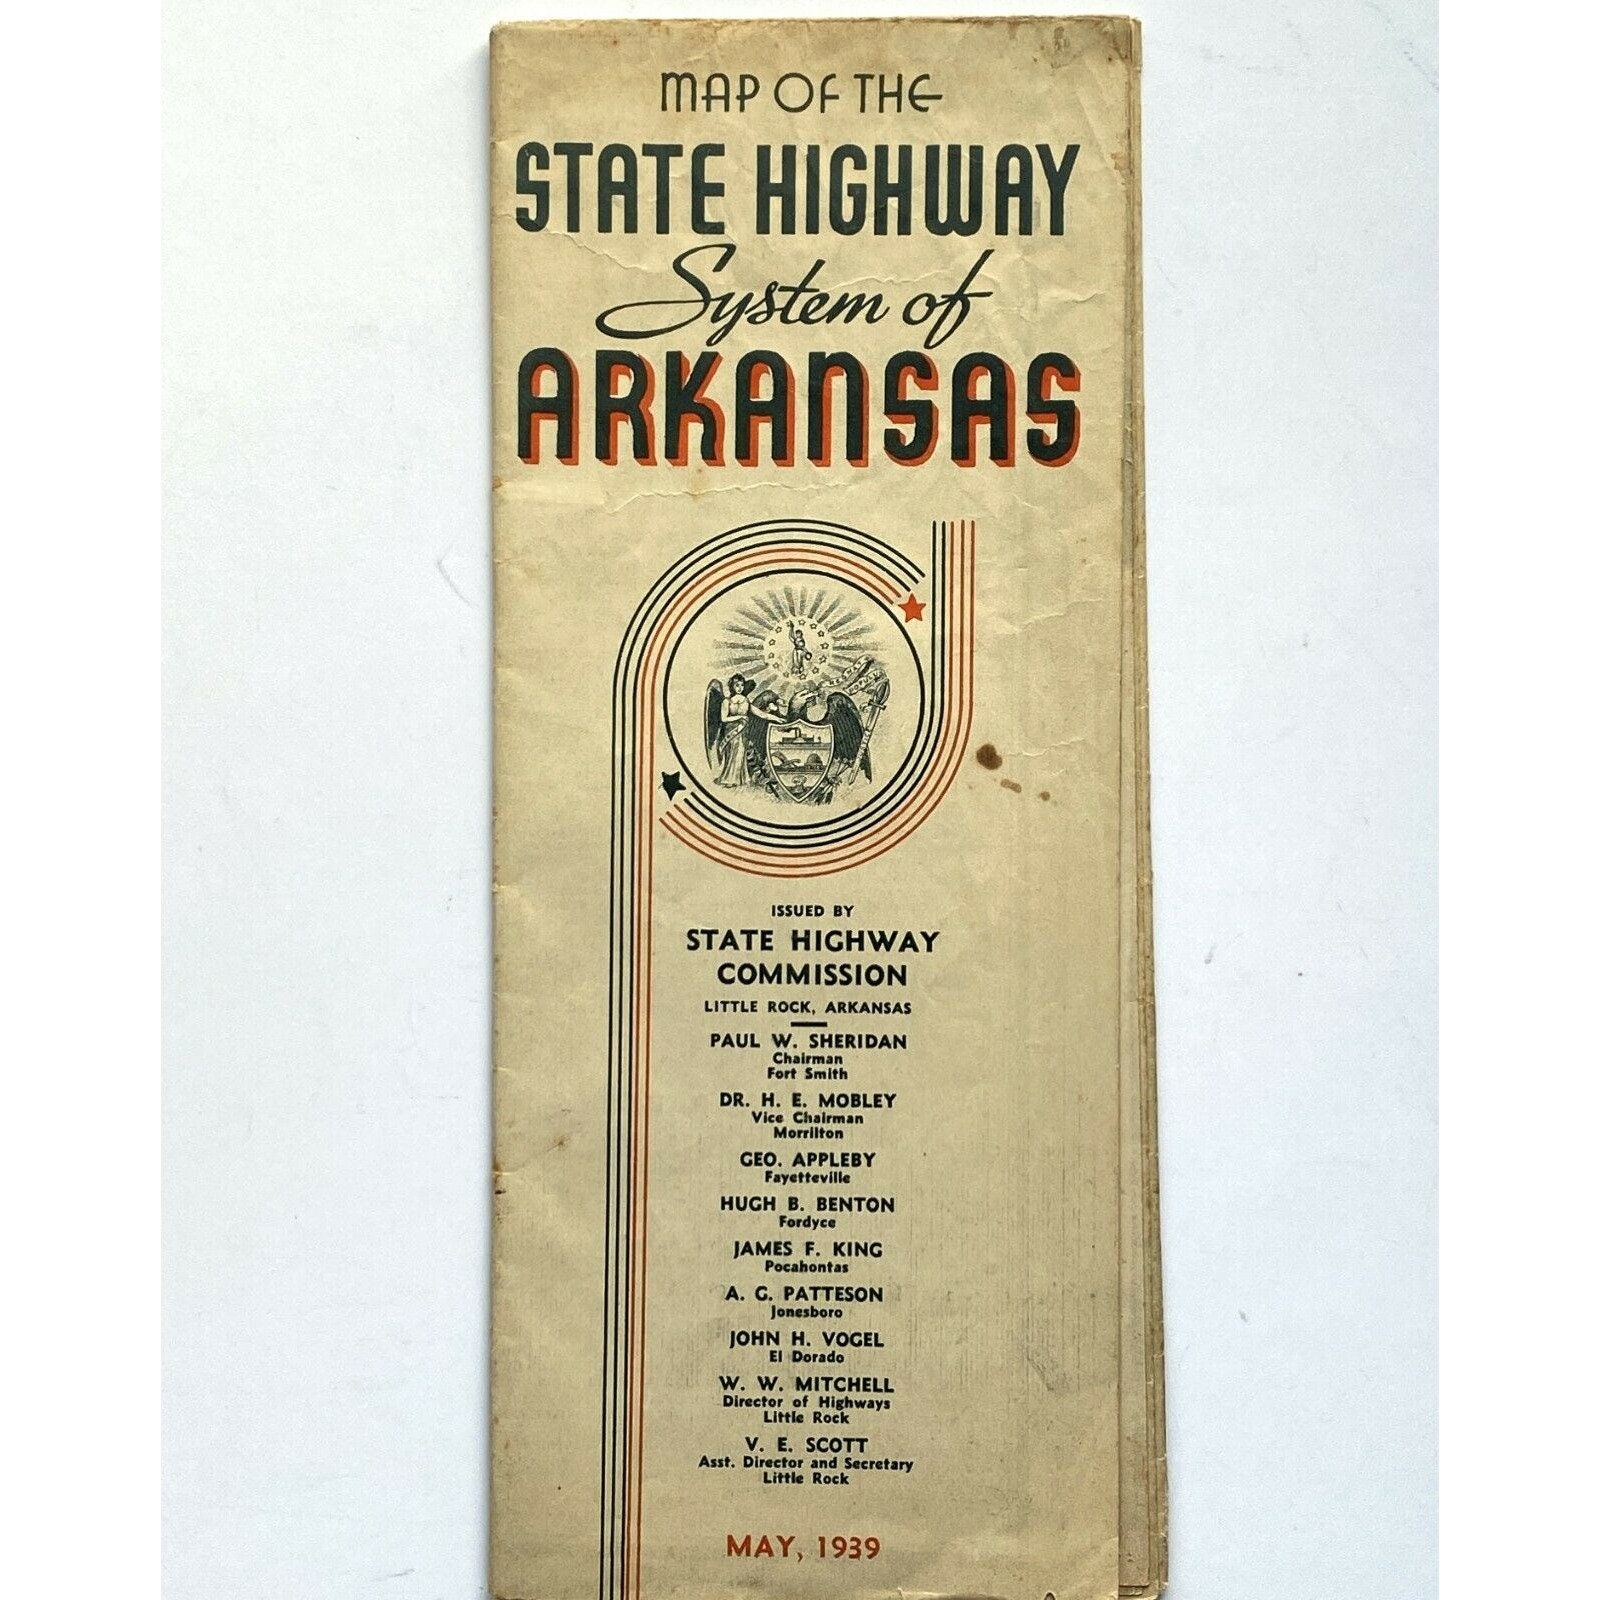 MAP OF THE
STATE HIGHWAY
System of
ARKANSAS
REGNAT
POPULI
ISSUED BY
STATE HIGHWAY
COMMISSION
LITTLE ROCK, ARKANSAS
PAUL W. SHERIDAN
Chairman
Fort Smith
DR. H. E. MOBLEY
Vice Chairman
Morrilton
GEO. APPLEBY
Fayetteville
HUGH B. BENTON
Fordyce
JAMES F. KING
Pocahontas
A. G. PATTESON
Jonesboro
JOHN H. VOGEL
El Dorado
W. W. MITCHELL
Director of Highways
Little Rock
V. E. SCOTT
Asst. Director and Secretary
Little Rock
MAY, 1939